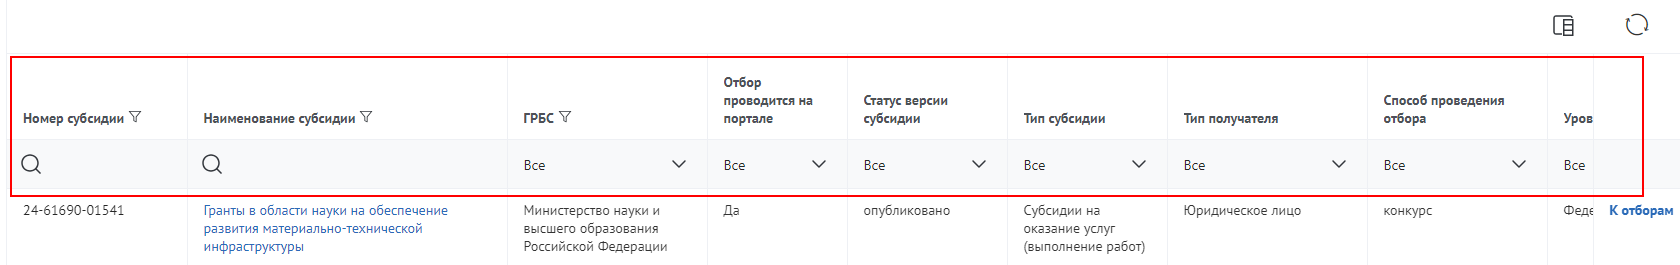 Номер субсидии
Наименование субсидии
ГРБС
Отбор
проводится на
портале
Статус версии
субсидии
Тип субсидии
Тип получателя
Способ проведения
отбора
Уров
Все
Все
Все
Все
Все
Все
Все
24-61690-01541
Гранты в области науки на обеспечение
развития материально-технической
инфраструктуры
Министерство науки и
высшего образования
Российской Федерации
Да
опубликовано
Субсидии на
оказание услуг
(выполнение работ)
Юридическое лицо
конкурс
Феде
К отборам